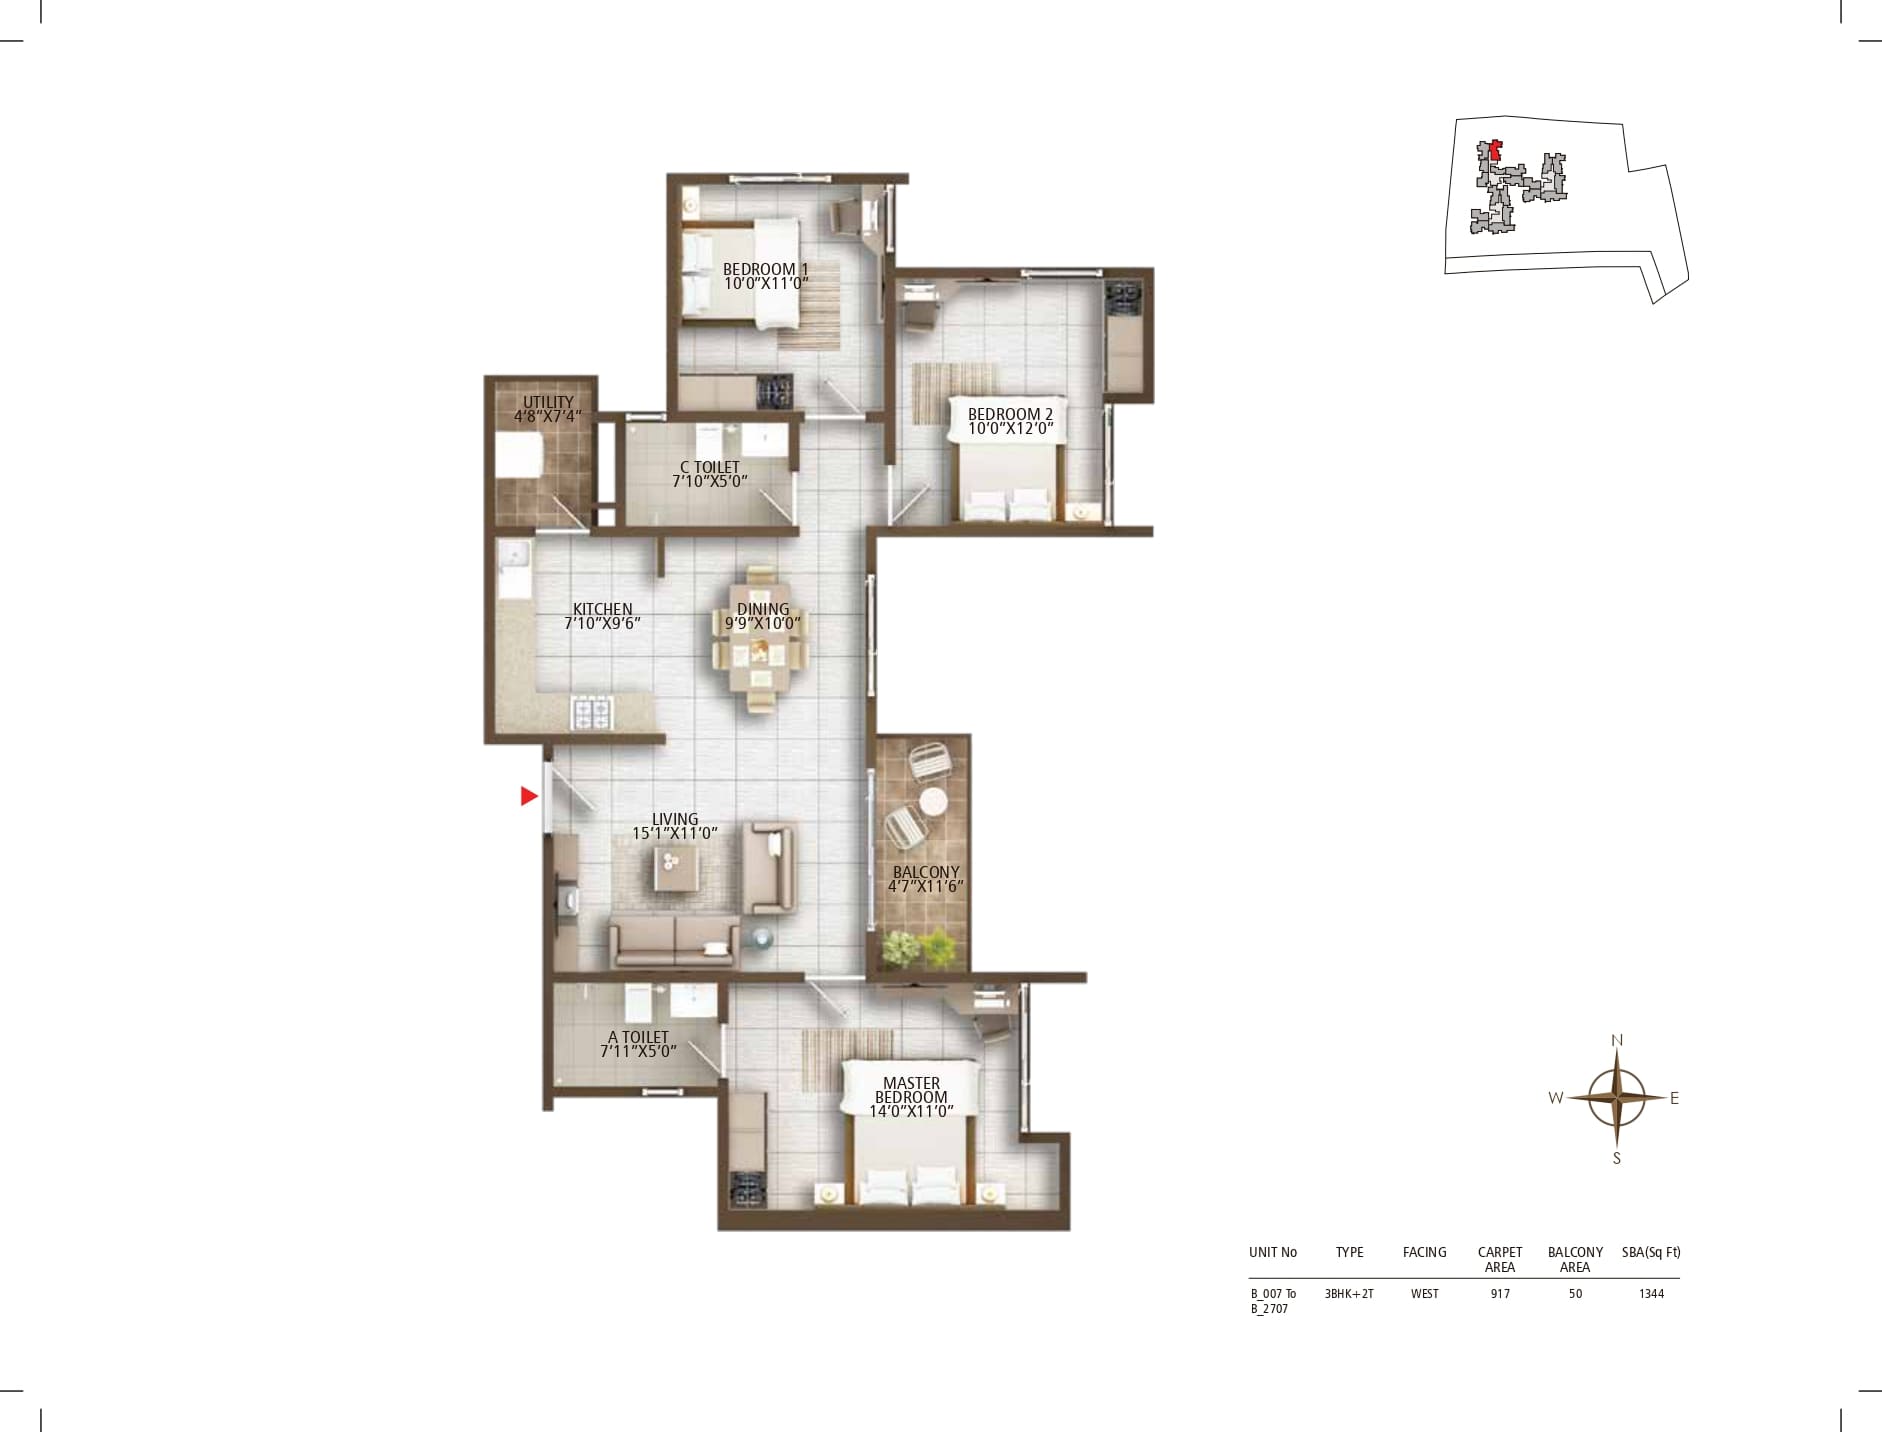 BEDROOM 1
10'0"X11'0"
UTILITY
4'8"X7'4"
BEDROOM 2
10'0"X12'0"
C TOILET
7'10"X5'0"
KITCHEN
7'10"X9'6"
DINING
9'9"X10'0"
LIVING
15'1"X11'0"
BALCONY
4'7"X11'6"
A TOILET
7'11"X5'0"
MASTER
BEDROOM
14'0"X11'0"
N
W E
S
UNIT No TYPE FACING CARPET AREA BALCONY AREA SBA(Sq Ft)
B_007 To 3BHK+2T WEST 917 50 1344
B_2707